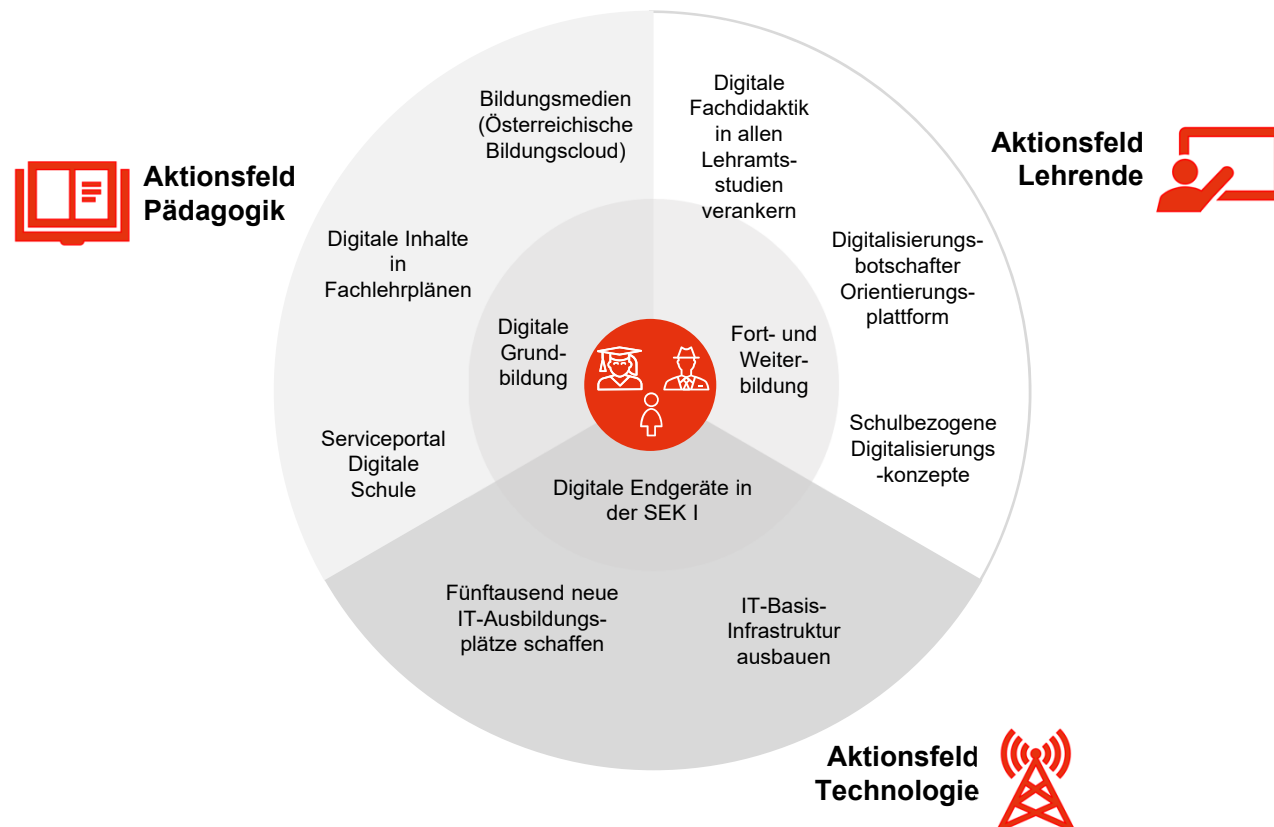 Aktionsfeld
Pädagogik
Bildungsmedien
(Österreichische
Bildungscloud)
Digitale Inhalte
in
Fachlehrplänen
Serviceportal
Digitale
Schule
Digitale
Grund-
bildung
Aktionsfeld
Lehrende
Digitale
Fachdidaktik
in allen
Lehramts-
studien
verankern
Digitalisierungs-
botschafter
Orientierungs-
plattform
Schulbezogene
Digitalisierungs
-konzepte
Fort- und
Weiter-
bildung
Digitale Endgeräte in
der SEK I
Fünftausend neue
IT-Ausbildungs-
plätze schaffen
IT-Basis-
Infrastruktur
ausbauen
Aktionsfeld
Technologie